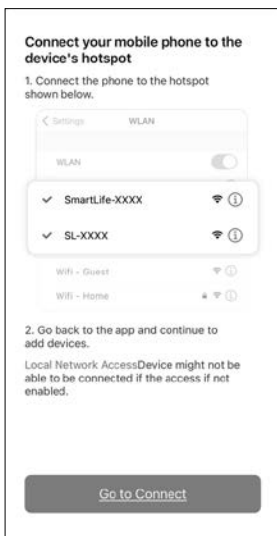 Connect your mobile phone to the
device's hotspot
1. Connect the phone to the hotspot
shown below.
Settings WLAN
WLAN
SmartLife-XXXX
SL-XXXX
Wifi - Guest
Wifi - Home
2. Go back to the app and continue to
add devices.
Local Network AccessDevice might not be
able to be connected if the access if not
enabled.
Go to Connect